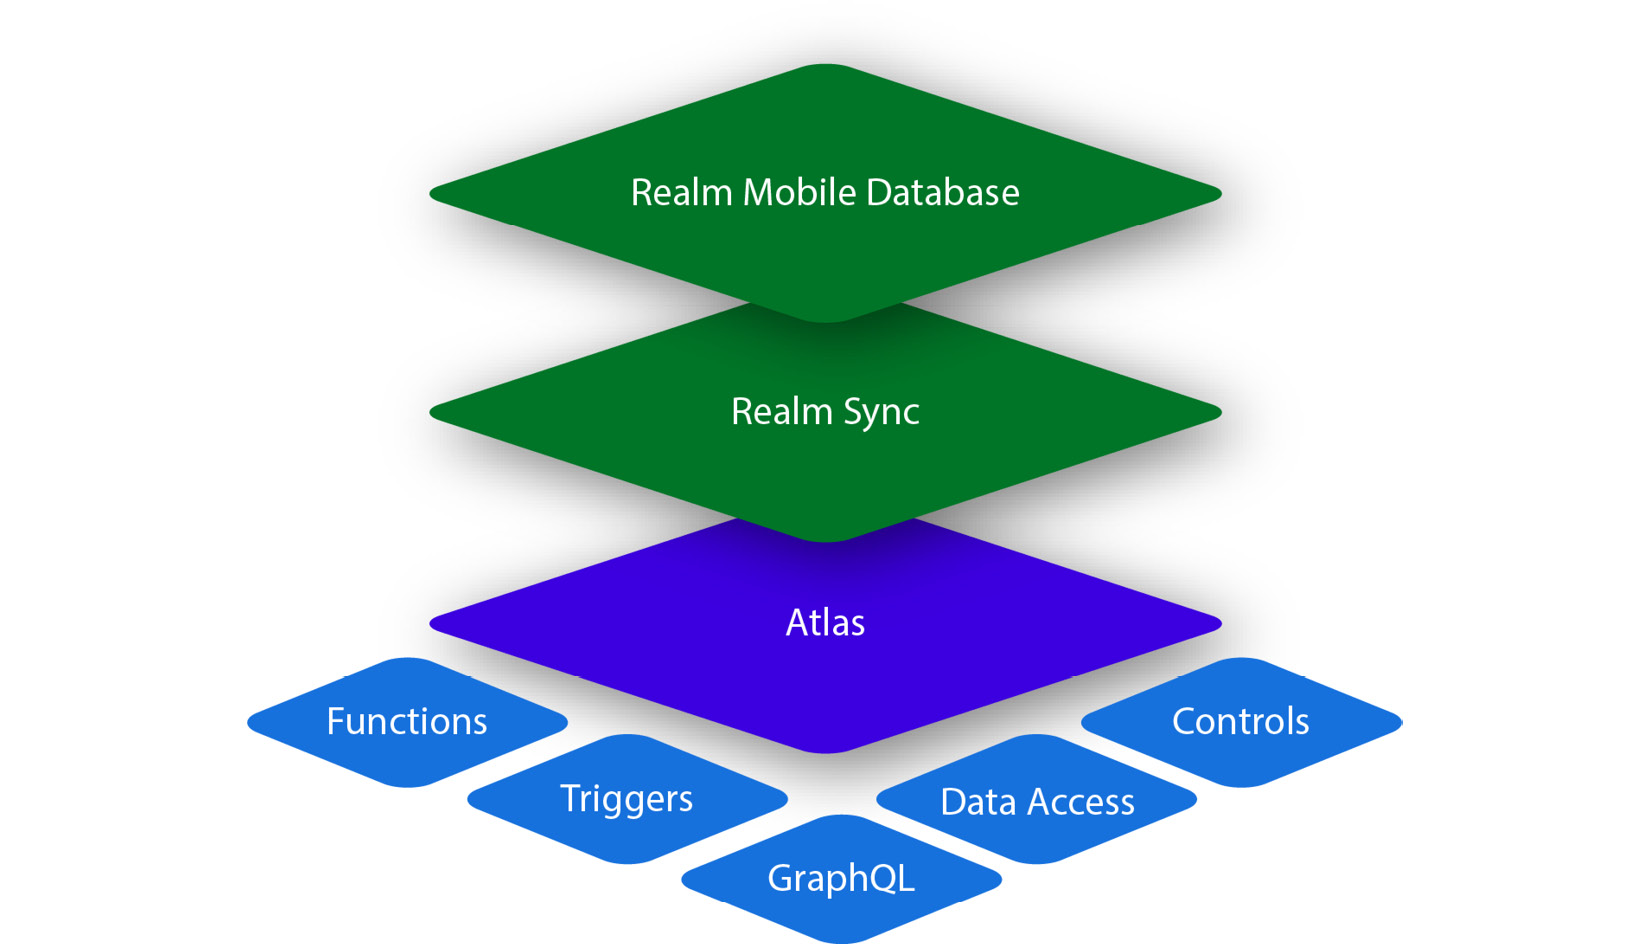 Realm Mobile Database
Realm Sync
Atlas
Functions
Controls
Triggers
Data Access
GraphQL